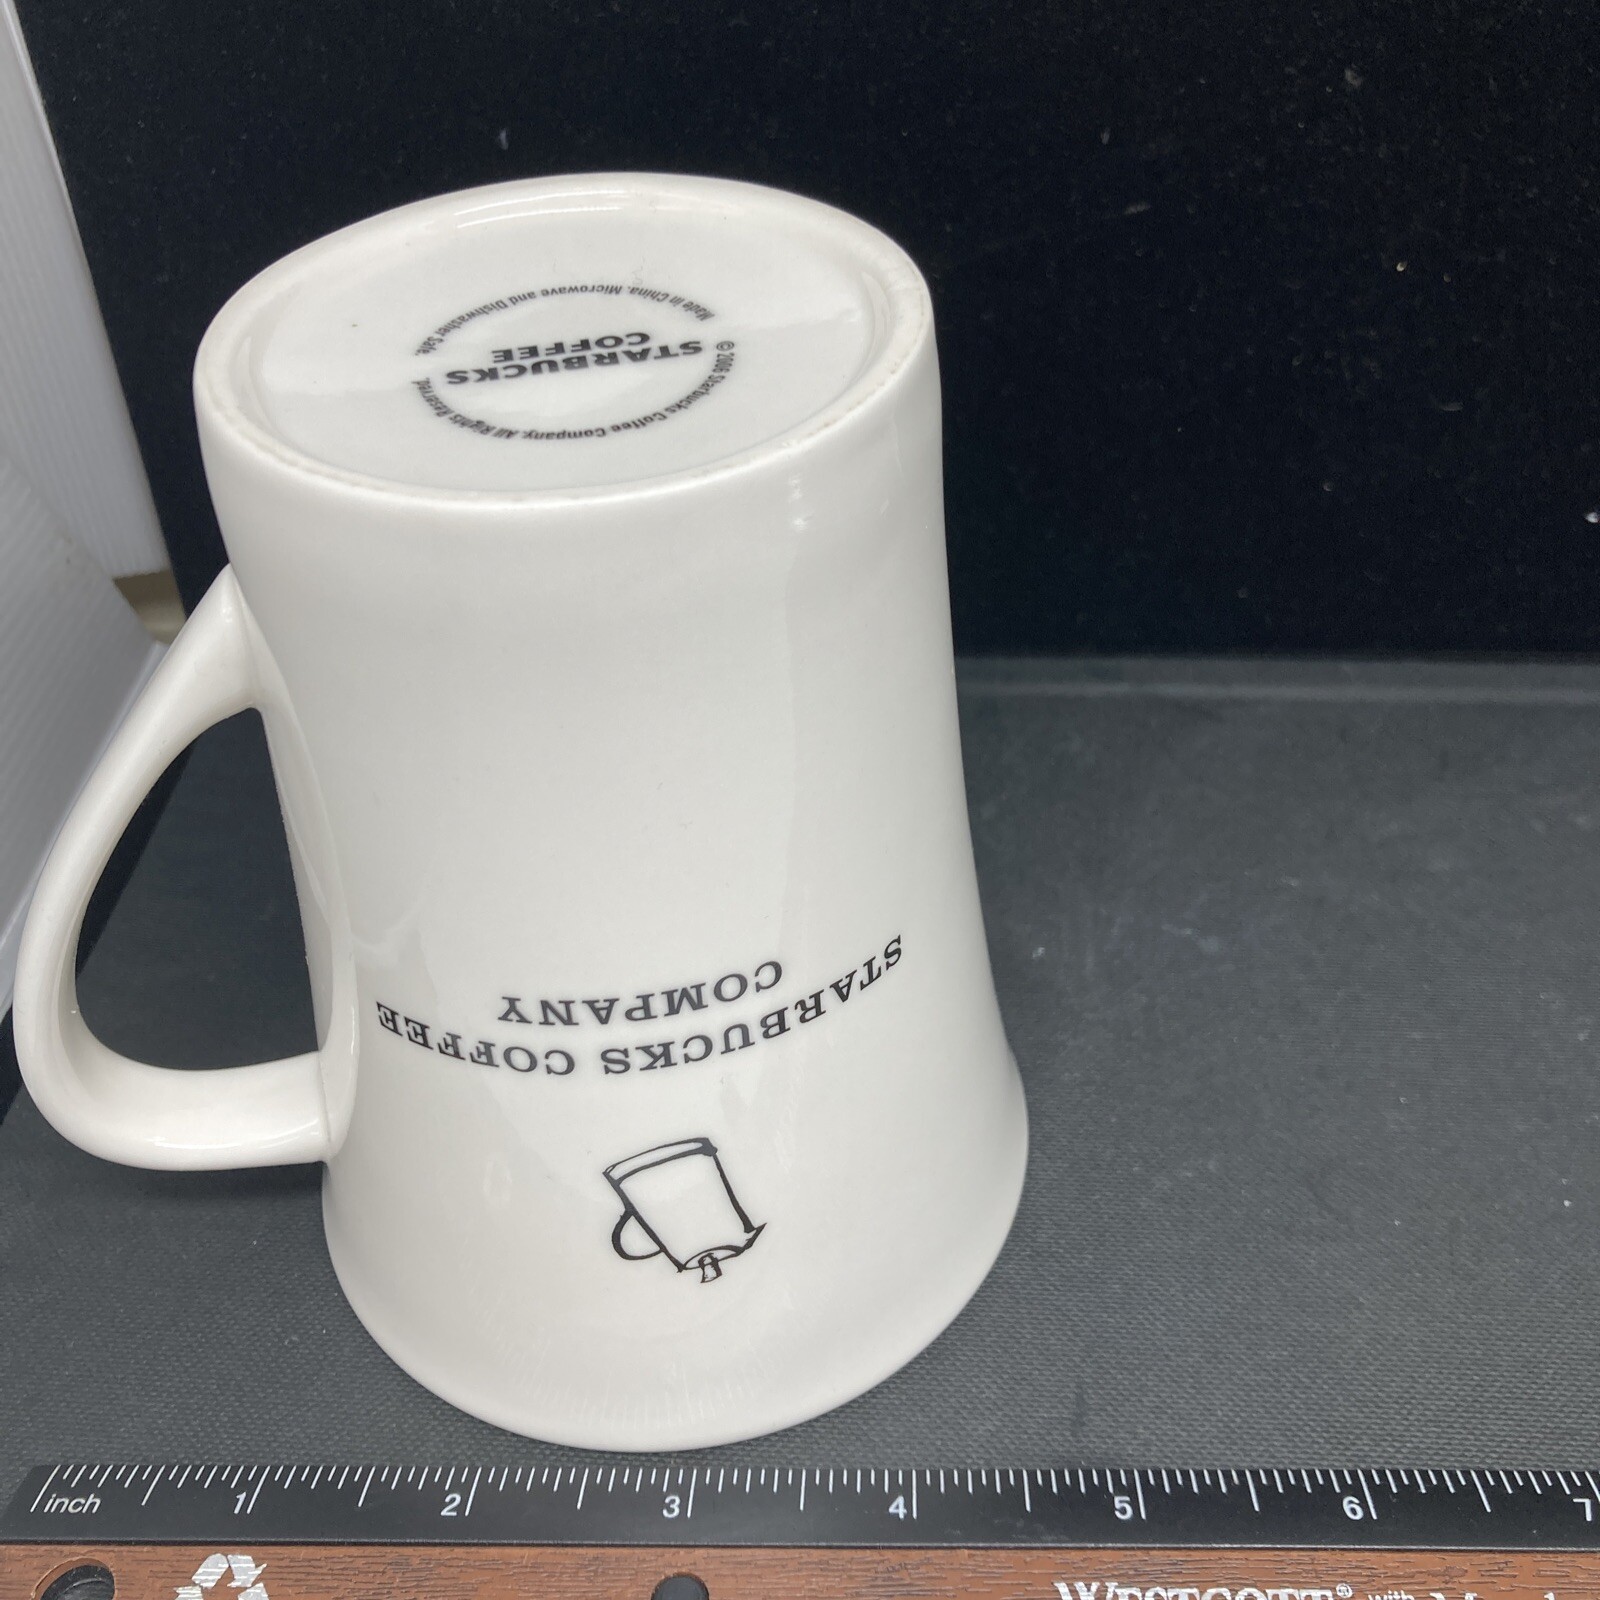 Made in China. Microwave and Dishwasher Safe.
STARBUCKS
COFFEE
© 2006 Starbucks Coffee Company. All Rights Reserved.
STARBUCKS COFFEE
COMPANY
inch 1 2 3 4 5 6 7
WESTCOTT® with